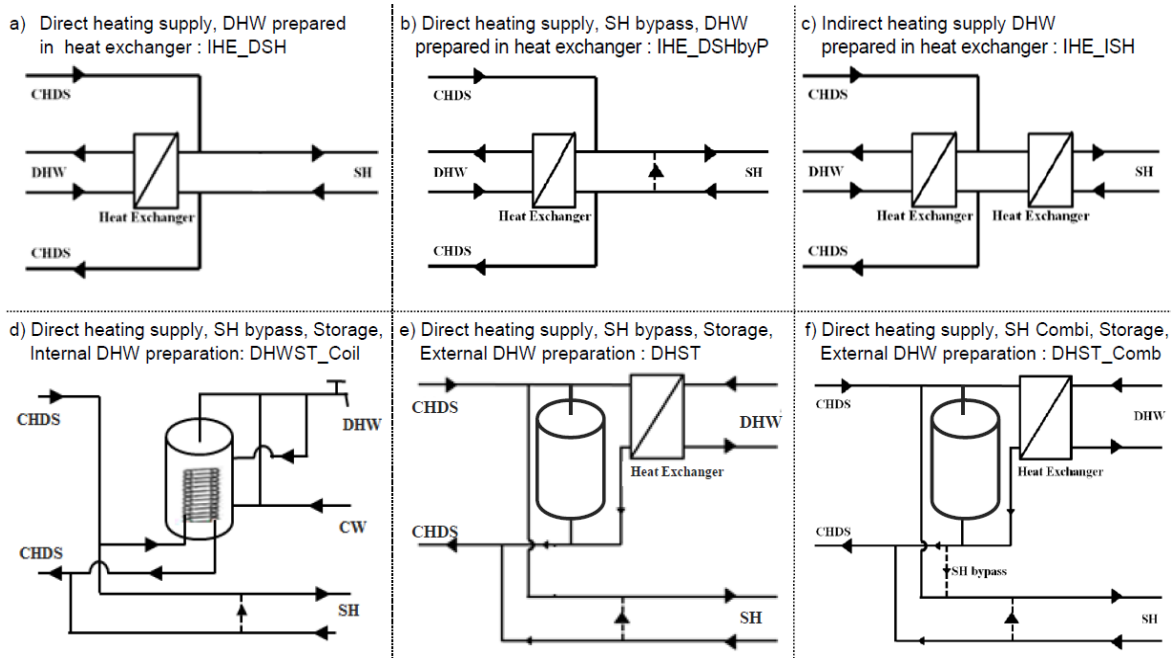 a) Direct heating supply, DHW prepared
in heat exchanger : IHE_DSH
CHDS
DHW
SH
Heat Exchanger
CHDS
b) Direct heating supply, SH bypass, DHW
prepared in heat exchanger : IHE_DSHbyP
CHDS
DHW
SH
Heat Exchanger
CHDS
c) Indirect heating supply DHW
prepared in heat exchanger : IHE_ISH
CHDS
DHW
SH
Heat Exchanger
Heat Exchanger
CHDS
d) Direct heating supply, SH bypass, Storage,
Internal DHW preparation: DHWST_Coil
CHDS
DHW
CW
CHDS
SH
e) Direct heating supply, SH bypass, Storage,
External DHW preparation : DHST
CHDS
DHW
Heat Exchanger
CHDS
SH
f) Direct heating supply, SH Combi, Storage,
External DHW preparation : DHST_Comb
CHDS
DHW
Heat Exchanger
CHDS
SH bypass
SH